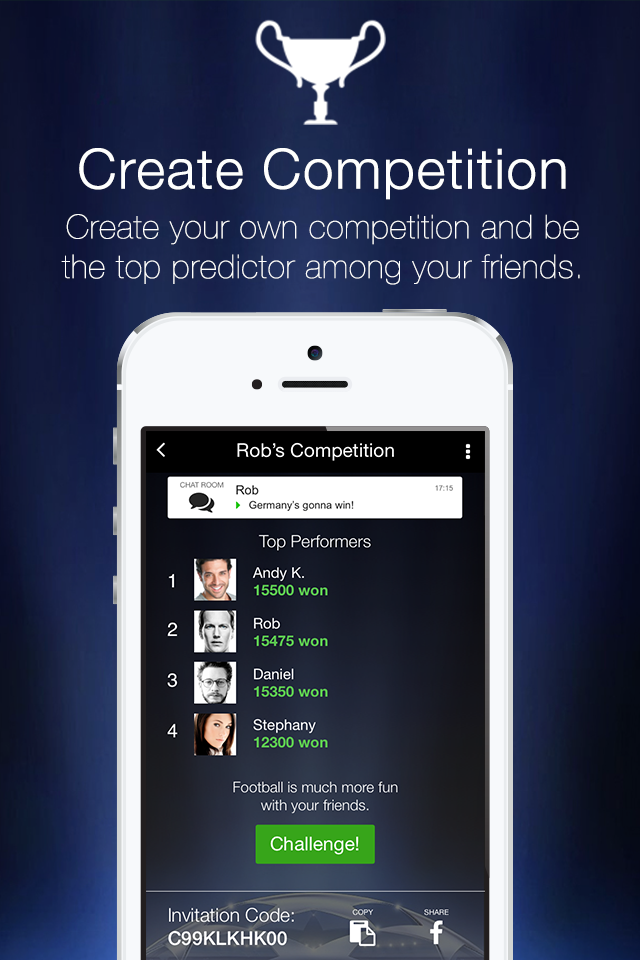 Create Competition
Create your own competition and be
the top predictor among your friends.
Rob's Competition
CHAT ROOM
Rob
17:15
Germany's gonna win!
Top Performers
1
Andy K.
15500 won
2
Rob
15475 won
3
Daniel
15350 won
4
Stephany
12300 won
Football is much more fun
with your friends.
Challenge!
Invitation Code:
C99KLKHK00
COPY
SHARE